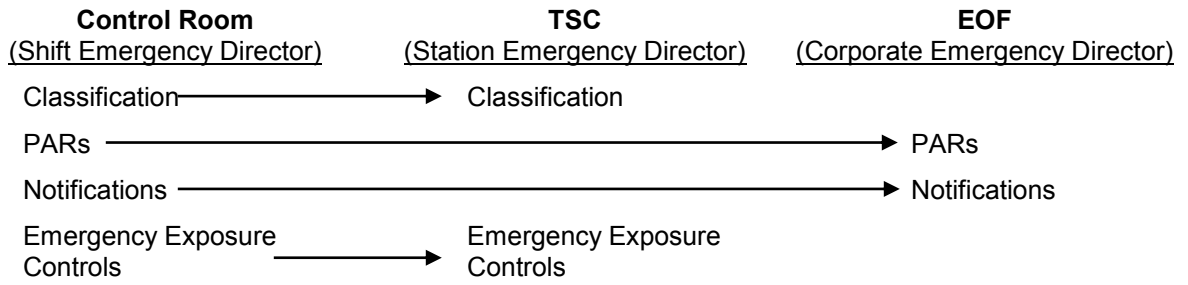 Control Room TSC EOF
(Shift Emergency Director) (Station Emergency Director) (Corporate Emergency Director)
Classification Classification
PARs PARs
Notifications Notifications
Emergency Exposure Emergency Exposure
Controls Controls